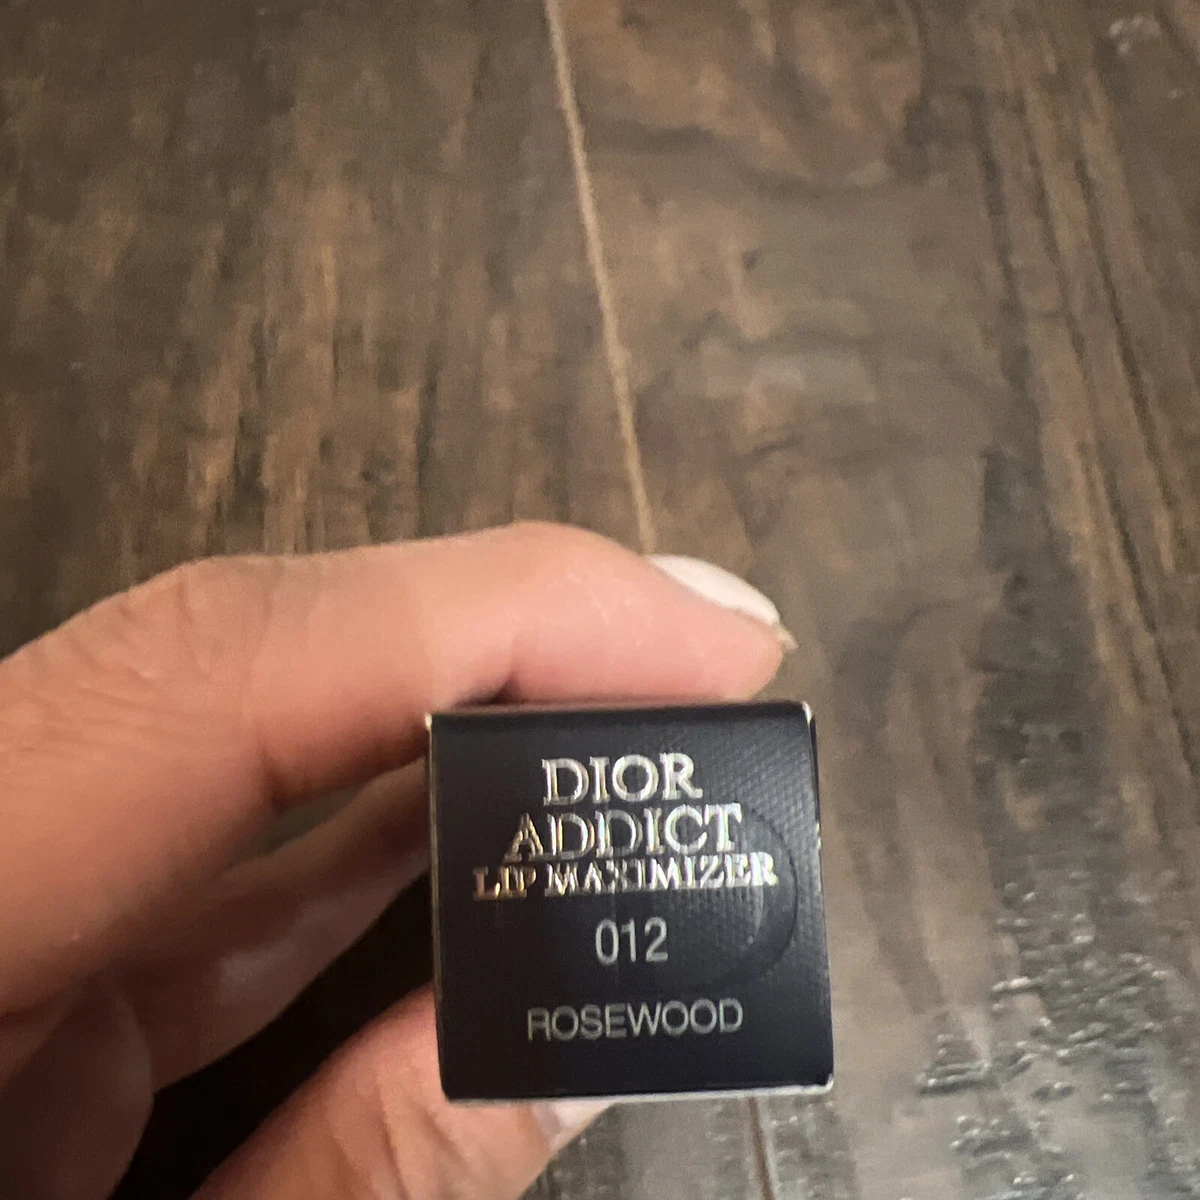 DIOR
ADDICT
LIP MAXIMIZER
012
ROSEWOOD